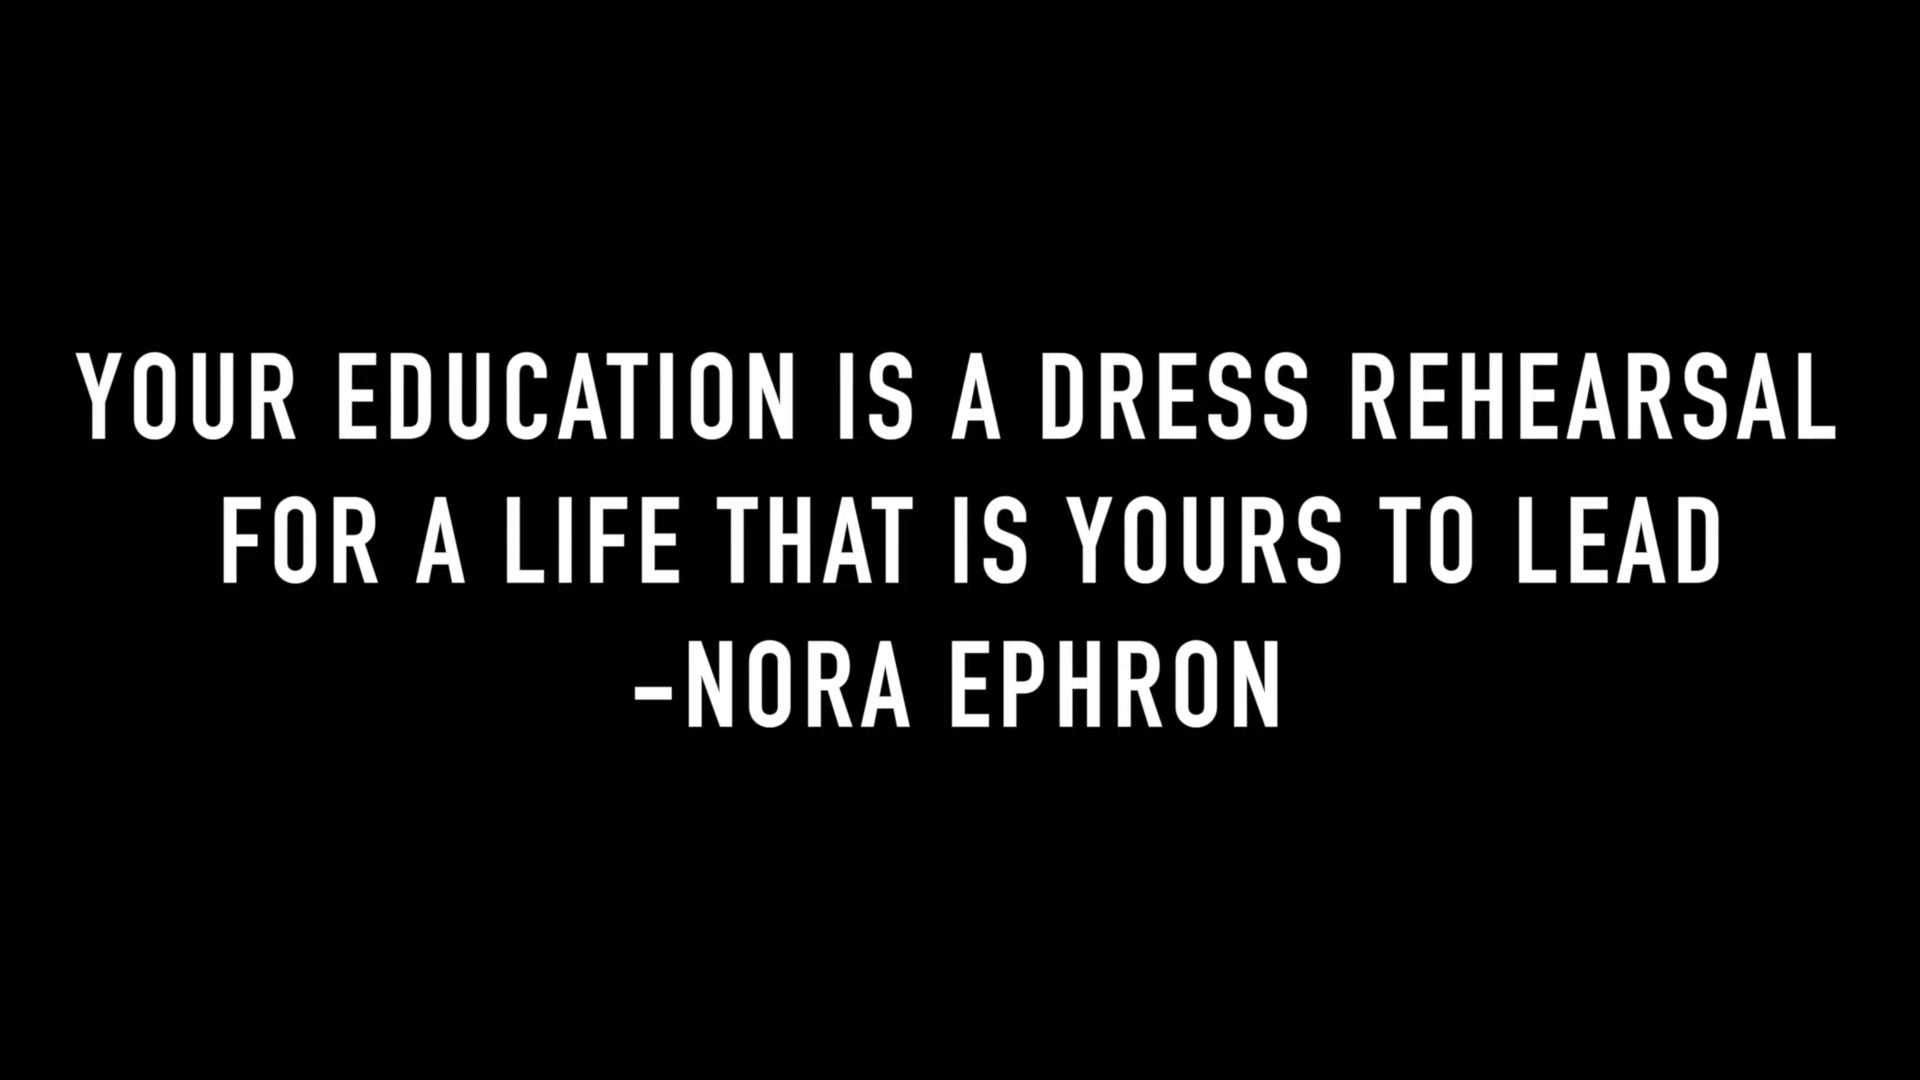 YOUR EDUCATION IS A DRESS REHEARSAL
FOR A LIFE THAT IS YOURS TO LEAD
-NORA EPHRON